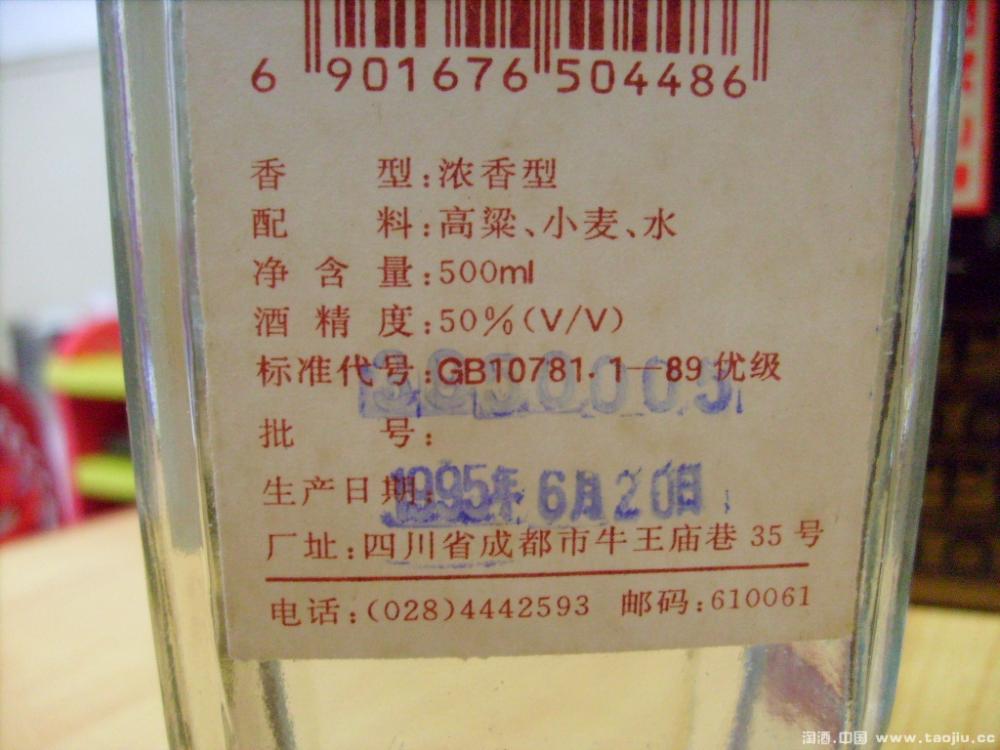 6 901676 504486
香 型:浓香型
配 料:高粱、小麦、水
净 含 量:500ml
酒 精 度:50%(V/V)
标准代号:GB10781.1—89优级
批 号:
生产日期:1995年6月20日
厂址:四川省成都市牛王庙巷35号
电话:(028)4442593 邮码:610061
淘酒.中国 www.taojiu.cc